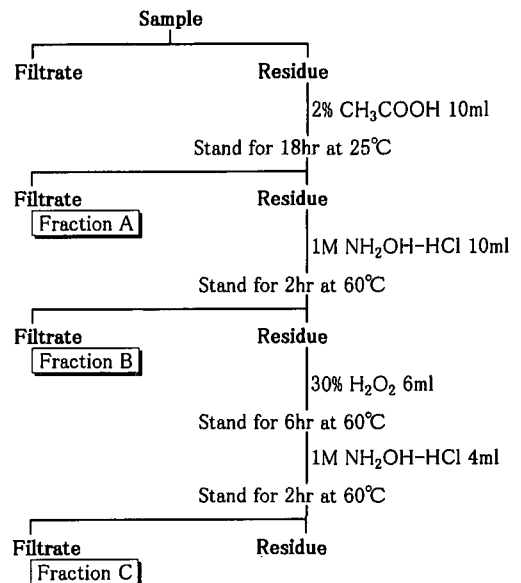 Sample
Filtrate Residue
2% CH₃COOH 10ml
Stand for 18hr at 25℃
Filtrate Residue
Fraction A
1M NH₂OH-HCl 10ml
Stand for 2hr at 60℃
Filtrate Residue
Fraction B
30% H₂O₂ 6ml
Stand for 6hr at 60℃
1M NH₂OH-HCl 4ml
Stand for 2hr at 60℃
Filtrate Residue
Fraction C